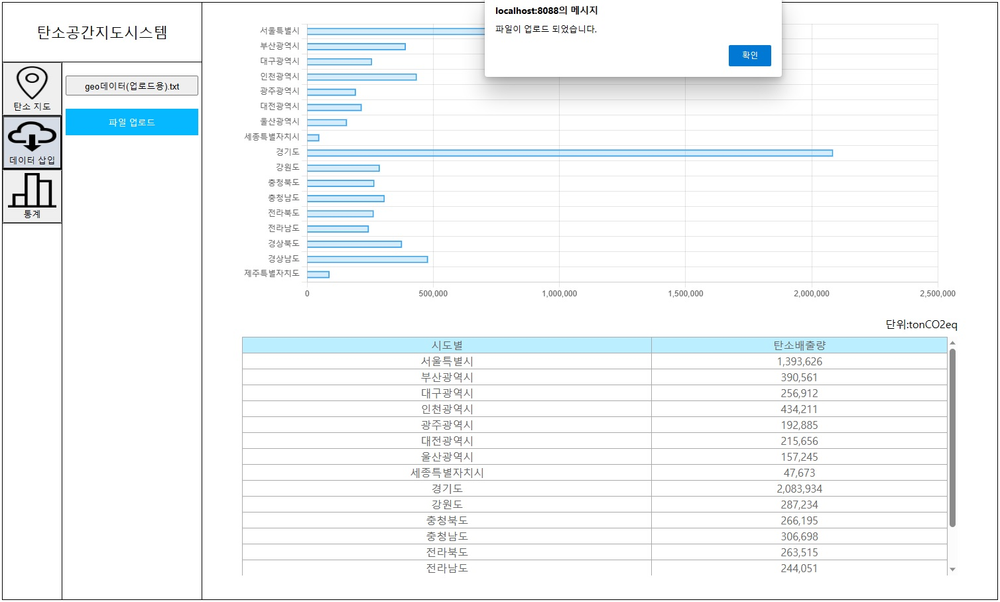 탄소공간지도시스템
탄소 지도
데이터 삽입
통계
geo데이터(업로드용).txt
파일 업로드
localhost:8088의 메시지
파일이 업로드 되었습니다.
확인
서울특별시
부산광역시
대구광역시
인천광역시
광주광역시
대전광역시
울산광역시
세종특별자치시
경기도
강원도
충청북도
충청남도
전라북도
전라남도
경상북도
경상남도
제주특별자치도
0 500,000 1,000,000 1,500,000 2,000,000 2,500,000
단위:tonCO2eq
시도별 탄소배출량
서울특별시 1,393,626
부산광역시 390,561
대구광역시 256,912
인천광역시 434,211
광주광역시 192,885
대전광역시 215,656
울산광역시 157,245
세종특별자치시 47,673
경기도 2,083,934
강원도 287,234
충청북도 266,195
충청남도 306,698
전라북도 263,515
전라남도 244,051